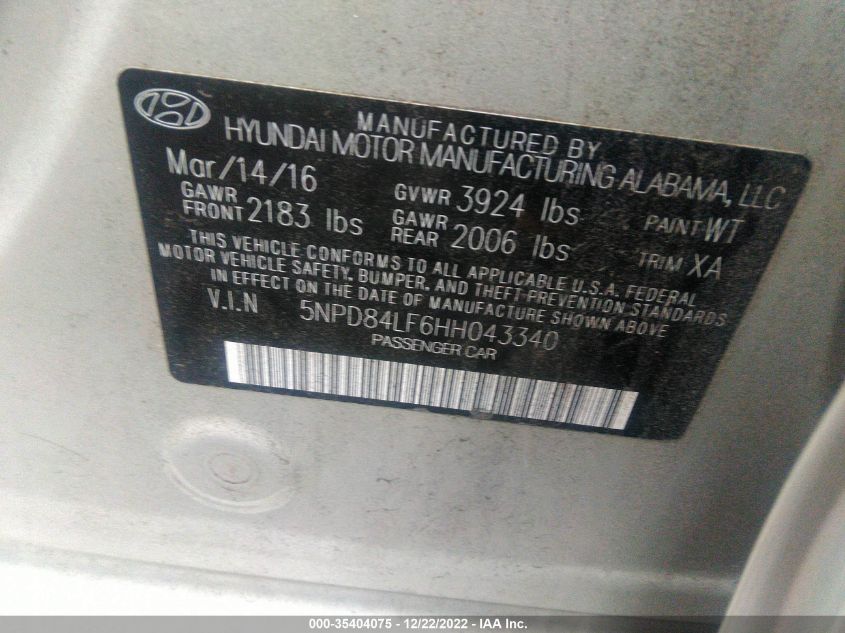 MANUFACTURED BY
HYUNDAI MOTOR MANUFACTURING ALABAMA, LLC
Mar/14/16 GVWR 3924 lbs PAINT WT
GAWR FRONT 2183 lbs GAWR REAR 2006 lbs TRIM XA
THIS VEHICLE CONFORMS TO ALL APPLICABLE U.S.A. FEDERAL
MOTOR VEHICLE SAFETY, BUMPER, AND THEFT PREVENTION STANDARDS
IN EFFECT ON THE DATE OF MANUFACTURE SHOWN ABOVE
V.I.N 5NPD84LF6HH043340
PASSENGER CAR
000-35404075 - 12/22/2022 - IAA Inc.